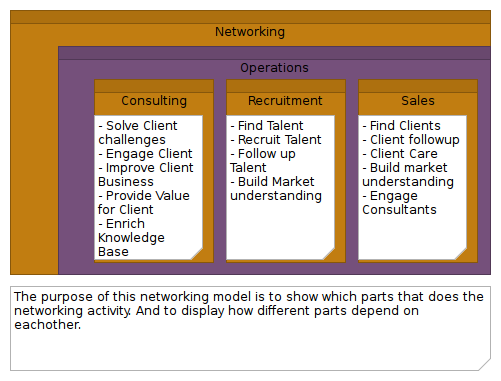 Networking
Operations
Consulting
- Solve Client
challenges
- Engage Client
- Improve Client
Business
- Provide Value
for Client
- Enrich
Knowledge
Base
Recruitment
- Find Talent
- Recruit Talent
- Follow up
Talent
- Build Market
understanding
Sales
- Find Clients
- Client followup
- Client Care
- Build market
understanding
- Engage
Consultants
The purpose of this networking model is to show which parts that does the
networking activity. And to display how different parts depend on
eachother.